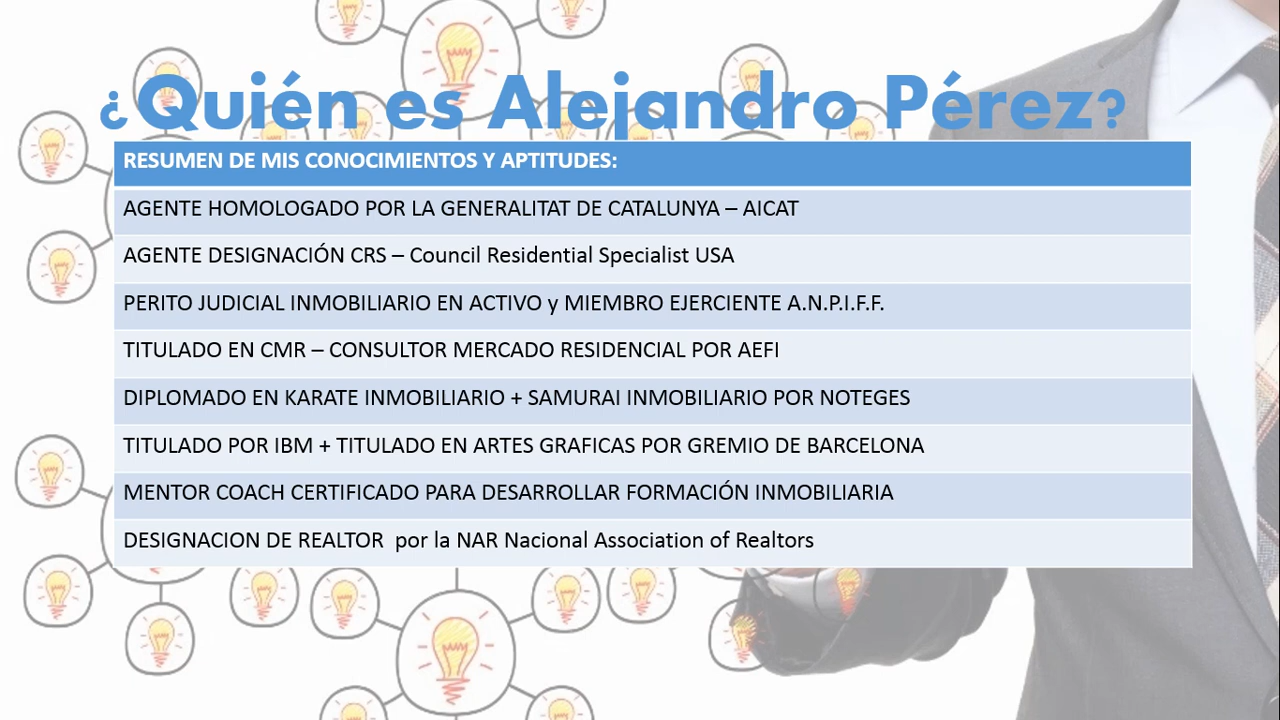 ¿Quién es Alejandro Pérez?
RESUMEN DE MIS CONOCIMIENTOS Y APTITUDES:
AGENTE HOMOLOGADO POR LA GENERALITAT DE CATALUNYA – AICAT
AGENTE DESIGNACIÓN CRS – Council Residential Specialist USA
PERITO JUDICIAL INMOBILIARIO EN ACTIVO y MIEMBRO EJERCIENTE A.N.P.I.F.F.
TITULADO EN CMR – CONSULTOR MERCADO RESIDENCIAL POR AEFI
DIPLOMADO EN KARATE INMOBILIARIO + SAMURAI INMOBILIARIO POR NOTEGES
TITULADO POR IBM + TITULADO EN ARTES GRAFICAS POR GREMIO DE BARCELONA
MENTOR COACH CERTIFICADO PARA DESARROLLAR FORMACIÓN INMOBILIARIA
DESIGNACION DE REALTOR  por la NAR Nacional Association of Realtors